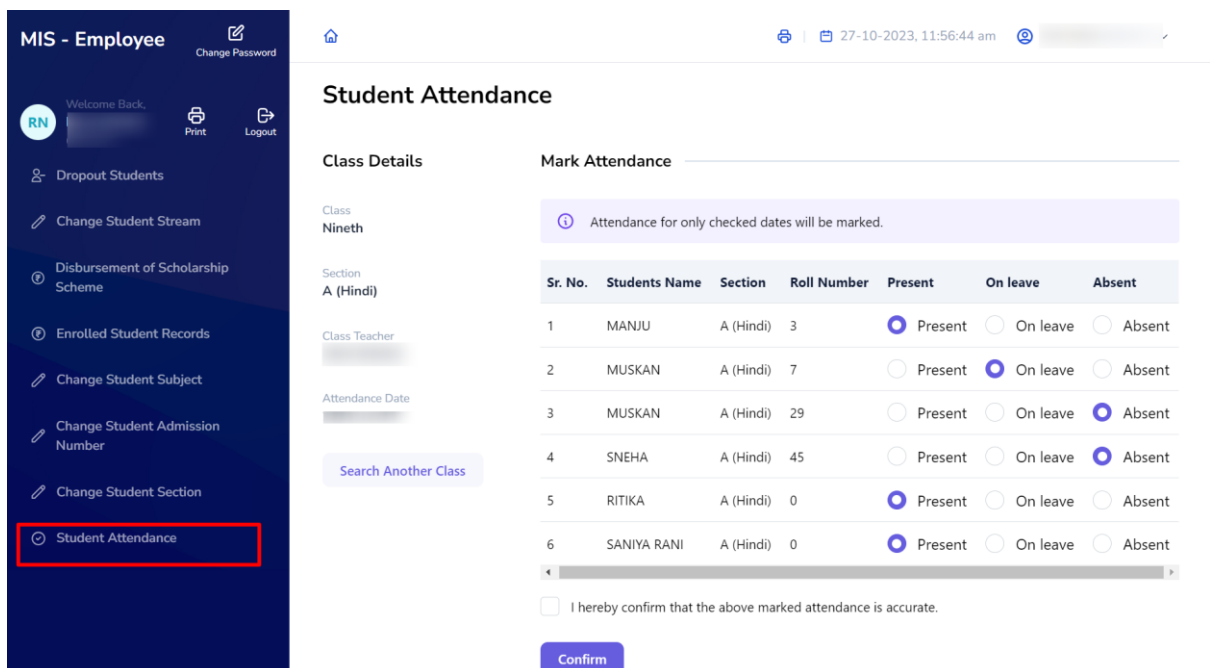 MIS - Employee
Change Password
Welcome Back,
RN
Print
Logout
Dropout Students
Change Student Stream
Disbursement of Scholarship
Scheme
Enrolled Student Records
Change Student Subject
Change Student Admission
Number
Change Student Section
Student Attendance
27-10-2023, 11:56:44 am
Student Attendance
Class Details
Class
Nineth
Section
A (Hindi)
Class Teacher
Attendance Date
Search Another Class
Mark Attendance
Attendance for only checked dates will be marked.
Sr. No. Students Name Section Roll Number Present On leave Absent
1 MANJU A (Hindi) 3 Present On leave Absent
2 MUSKAN A (Hindi) 7 Present On leave Absent
3 MUSKAN A (Hindi) 29 Present On leave Absent
4 SNEHA A (Hindi) 45 Present On leave Absent
5 RITIKA A (Hindi) 0 Present On leave Absent
6 SANIYA RANI A (Hindi) 0 Present On leave Absent
I hereby confirm that the above marked attendance is accurate.
Confirm